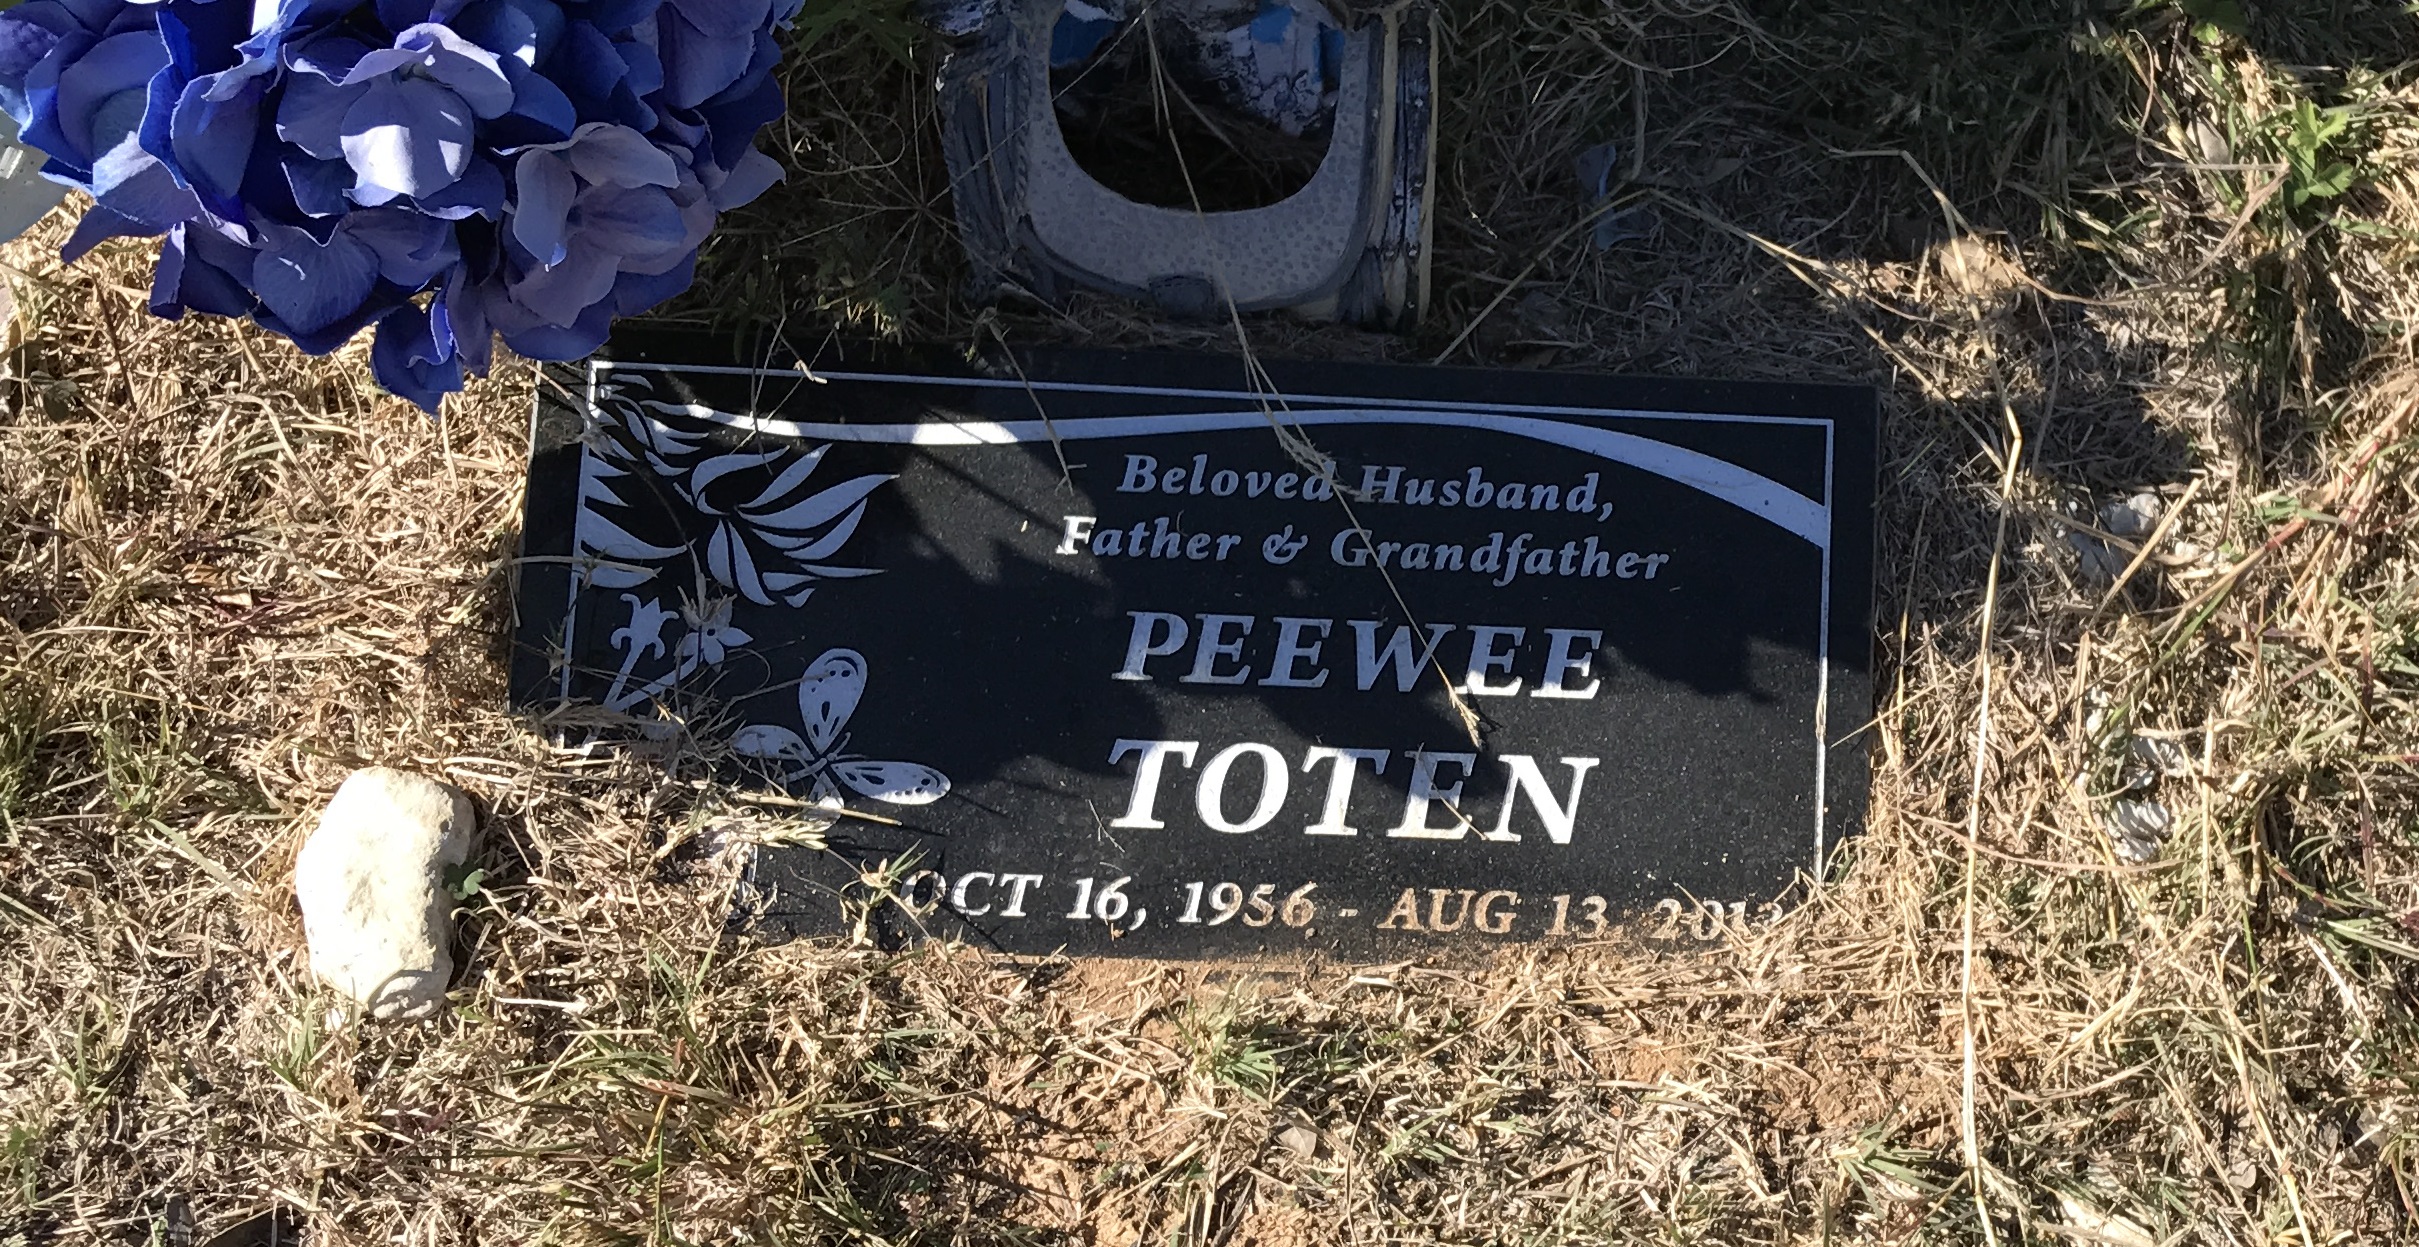 Beloved Husband,
Father & Grandfather
PEEWEE
TOTEN
OCT 16, 1956 - AUG 13,